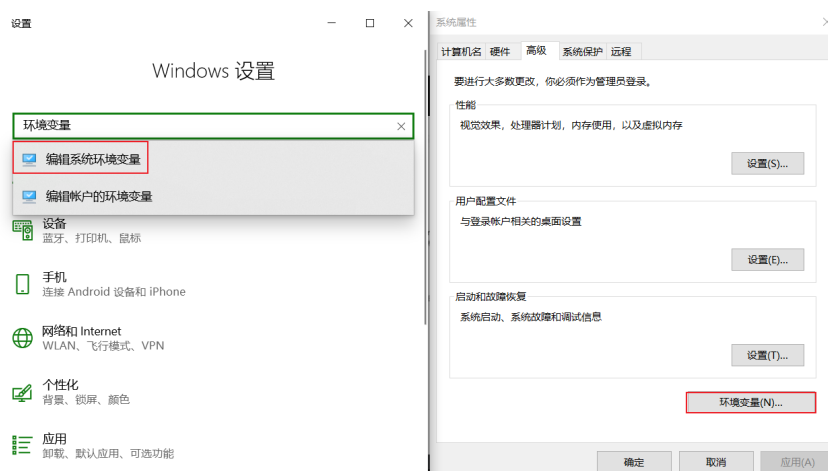 设置
Windows 设置
环境变量
编辑系统环境变量
编辑帐户的环境变量
设备
蓝牙、打印机、鼠标
手机
连接 Android 设备和 iPhone
网络和 Internet
WLAN、飞行模式、VPN
个性化
背景、锁屏、颜色
应用
卸载、默认应用、可选功能
系统属性
计算机名 硬件 高级 系统保护 远程
要进行大多数更改，你必须作为管理员登录。
性能
视觉效果，处理器计划，内存使用，以及虚拟内存
设置(S)...
用户配置文件
与登录帐户相关的桌面设置
设置(E)...
启动和故障恢复
系统启动、系统故障和调试信息
设置(T)...
环境变量(N)...
确定 取消 应用(A)